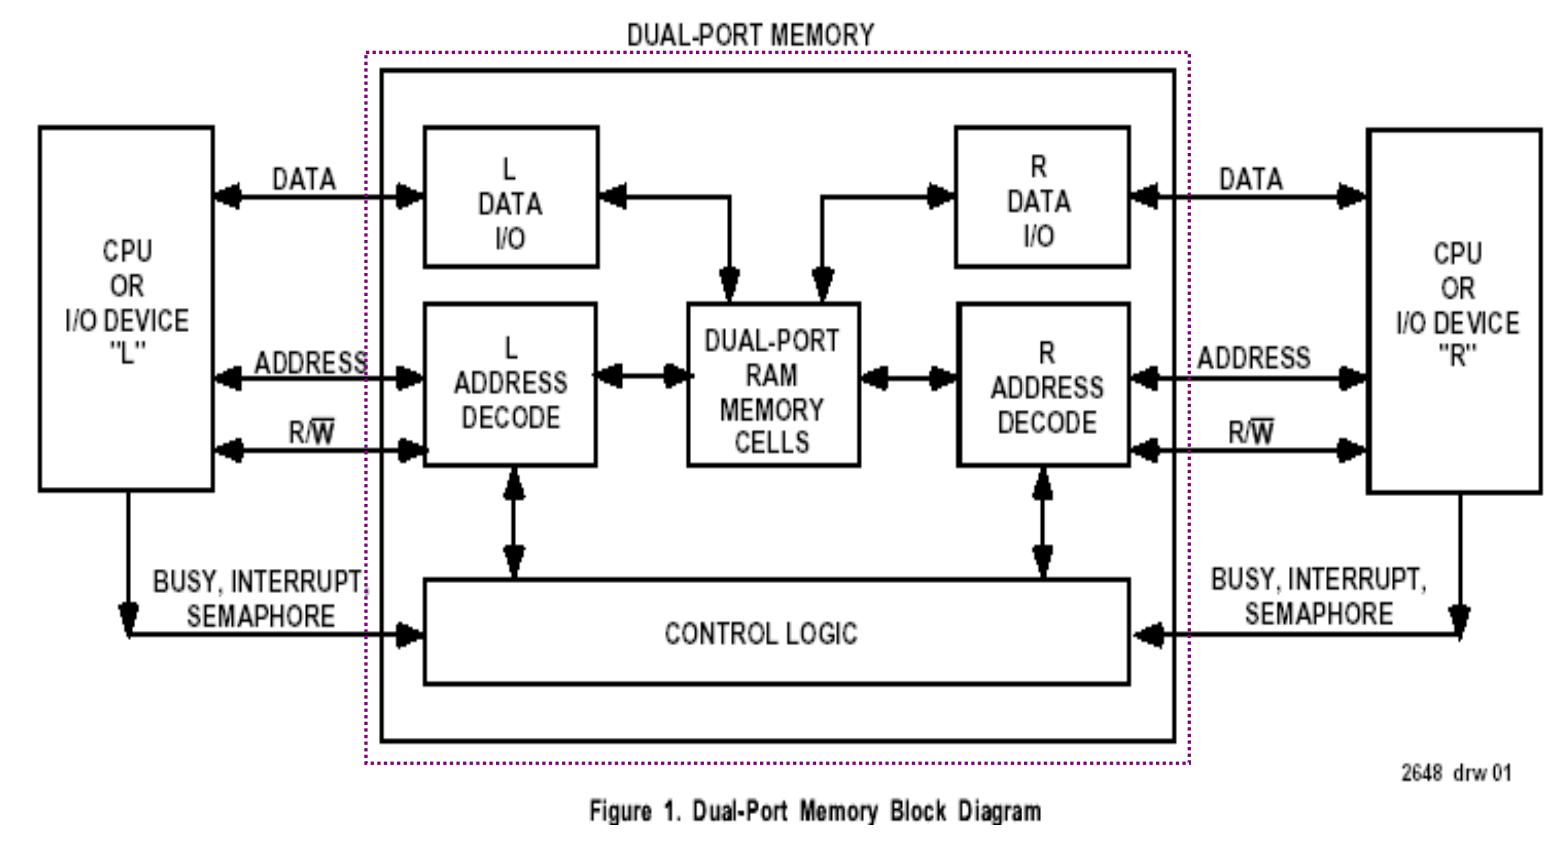 DUAL-PORT MEMORY
CPU
OR
I/O DEVICE
"L"
DATA
ADDRESS
R/W̅
BUSY, INTERRUPT,
SEMAPHORE
L
DATA
I/O
L
ADDRESS
DECODE
DUAL-PORT
RAM
MEMORY
CELLS
R
DATA
I/O
R
ADDRESS
DECODE
CONTROL LOGIC
DATA
ADDRESS
R/W̅
BUSY, INTERRUPT,
SEMAPHORE
CPU
OR
I/O DEVICE
"R"
2648 drw 01
Figure 1. Dual-Port Memory Block Diagram